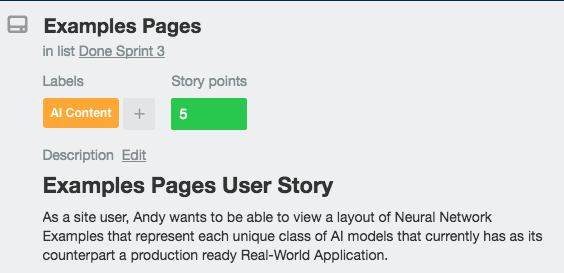 Examples Pages
in list Done Sprint 3
Labels
Story points
AI Content
+
5
Description Edit
Examples Pages User Story
As a site user, Andy wants to be able to view a layout of Neural Network
Examples that represent each unique class of AI models that currently has as its
counterpart a production ready Real-World Application.